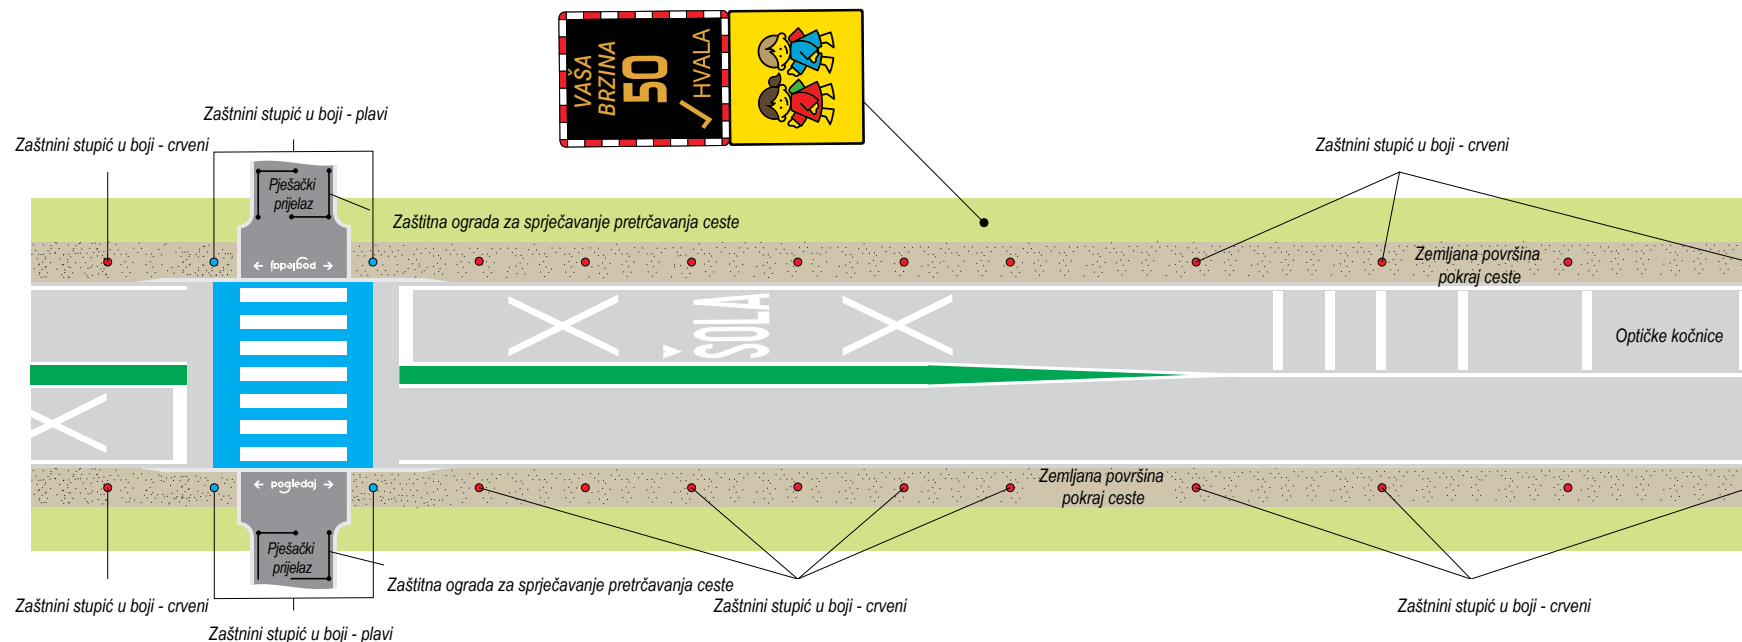 VAŠA
BRZINA
50
HVALA
Zaštnini stupić u boji - plavi
Zaštnini stupić u boji - crveni
Zaštnini stupić u boji - crveni
Pješački
prijelaz
Zaštitna ograda za sprječavanje pretrčavanja ceste
pogledaj
Zemljana površina
pokraj ceste
ŠOLA
Optičke kočnice
pogledaj
Zemljana površina
pokraj ceste
Pješački
prijelaz
Zaštitna ograda za sprječavanje pretrčavanja ceste
Zaštnini stupić u boji - crveni
Zaštnini stupić u boji - crveni
Zaštnini stupić u boji - crveni
Zaštnini stupić u boji - plavi